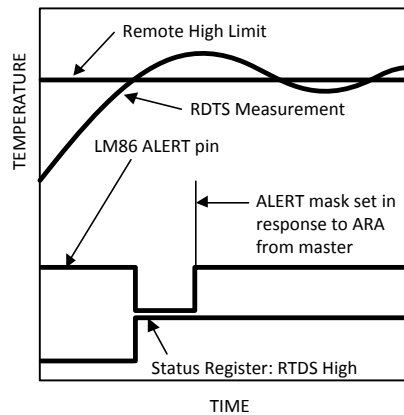 Remote High Limit
RDTS Measurement
LM86 ALERT pin
TEMPERATURE
ALERT mask set in
response to ARA
from master
Status Register: RTDS High
TIME